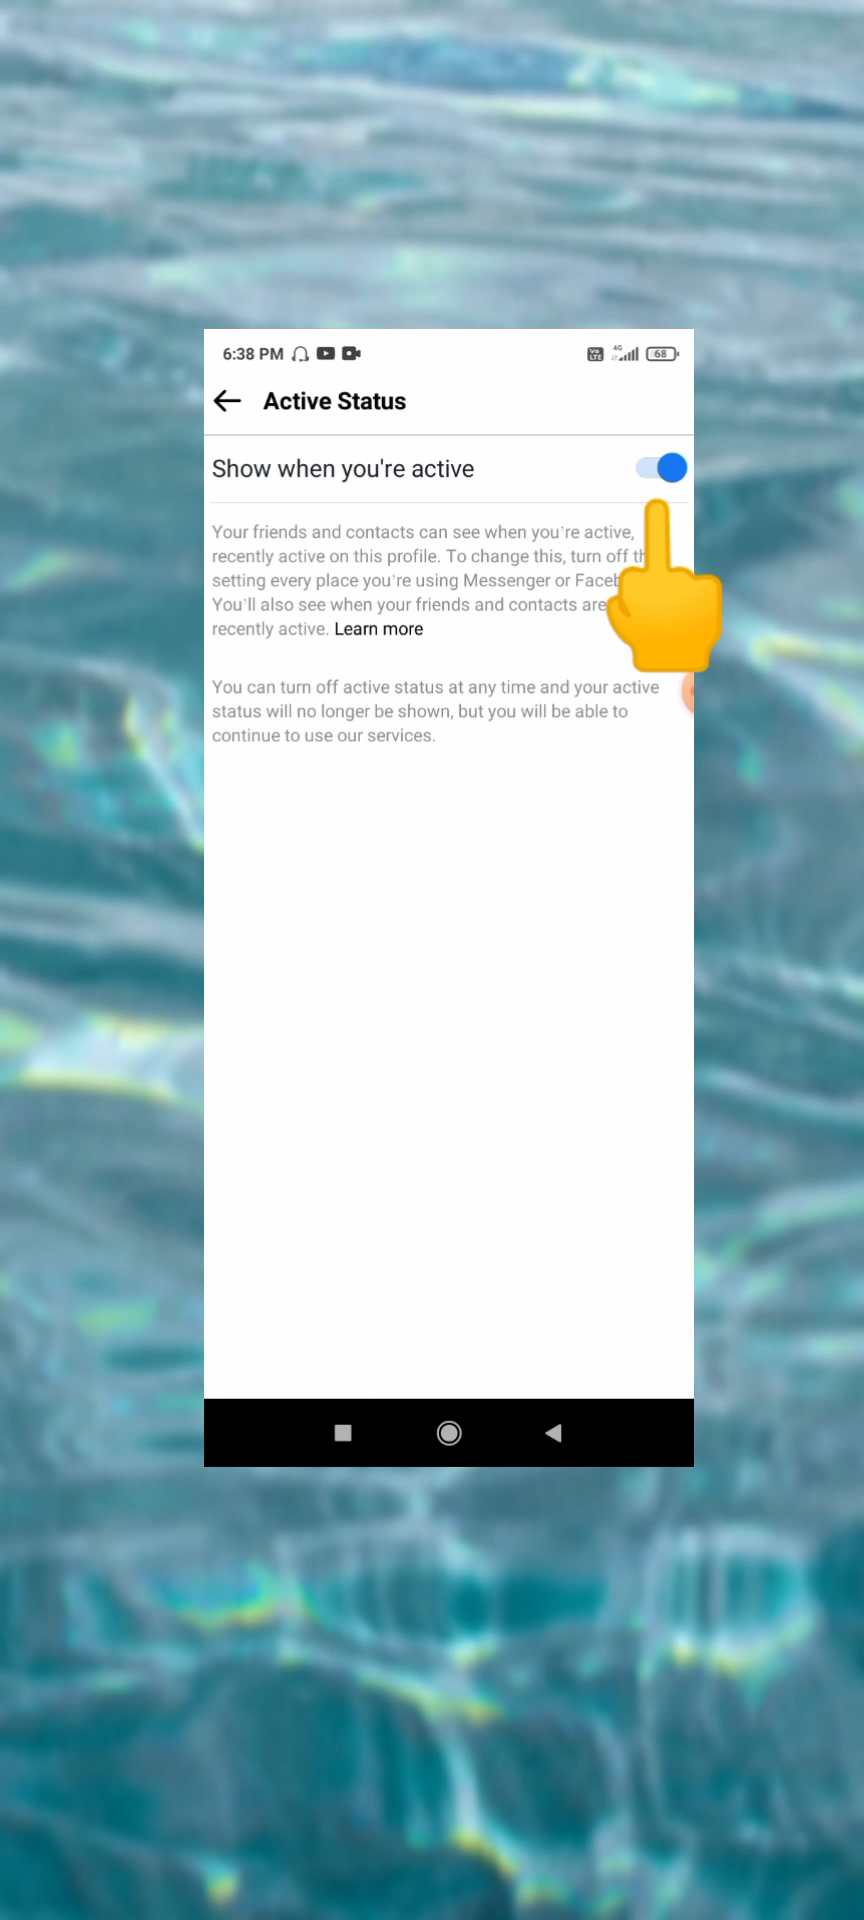 6:38 PM
Vo LTE 4G 68
Active Status
Show when you're active
Your friends and contacts can see when you're active,
recently active on this profile. To change this, turn off
setting every place you're using Messenger or
You'll also see when your friends and contacts are
recently active. Learn more
You can turn off active status at any time and your active
status will no longer be shown, but you will be able to
continue to use our services.